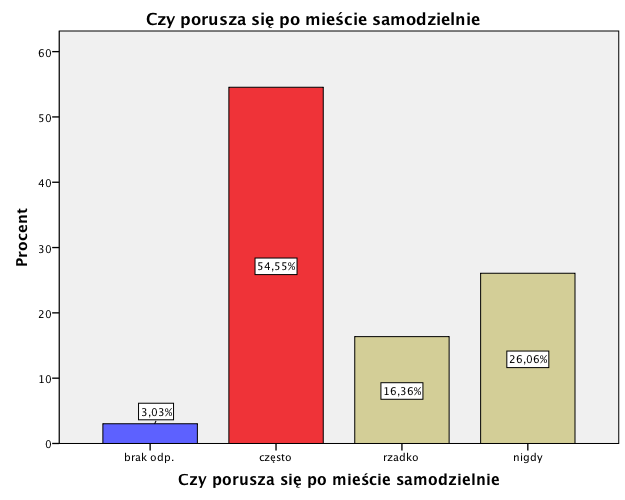 Czy porusza się po mieście samodzielnie
Procent
60
50
40
30
20
10
0
3,03%
54,55%
16,36%
26,06%
brak odp.
często
rzadko
nigdy
Czy porusza się po mieście samodzielnie